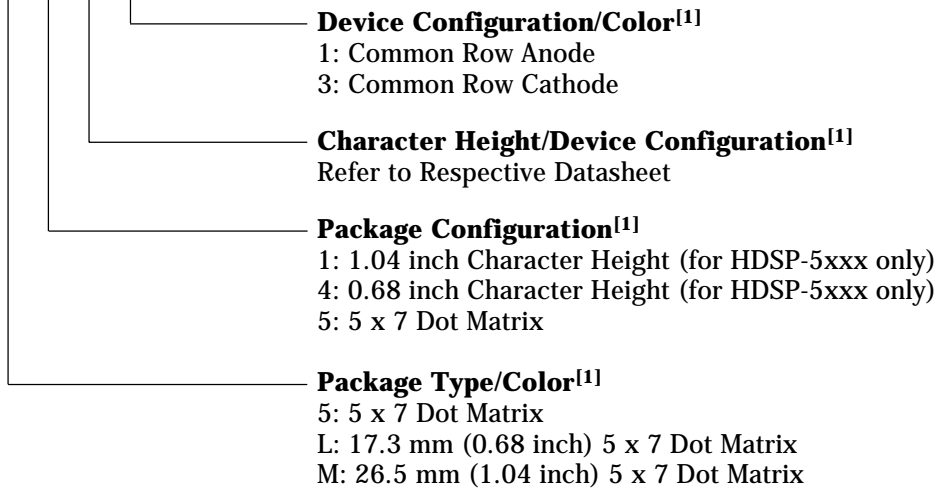 Device Configuration/Color[1]
1: Common Row Anode
3: Common Row Cathode
Character Height/Device Configuration[1]
Refer to Respective Datasheet
Package Configuration[1]
1: 1.04 inch Character Height (for HDSP-5xxx only)
4: 0.68 inch Character Height (for HDSP-5xxx only)
5: 5 x 7 Dot Matrix
Package Type/Color[1]
5: 5 x 7 Dot Matrix
L: 17.3 mm (0.68 inch) 5 x 7 Dot Matrix
M: 26.5 mm (1.04 inch) 5 x 7 Dot Matrix